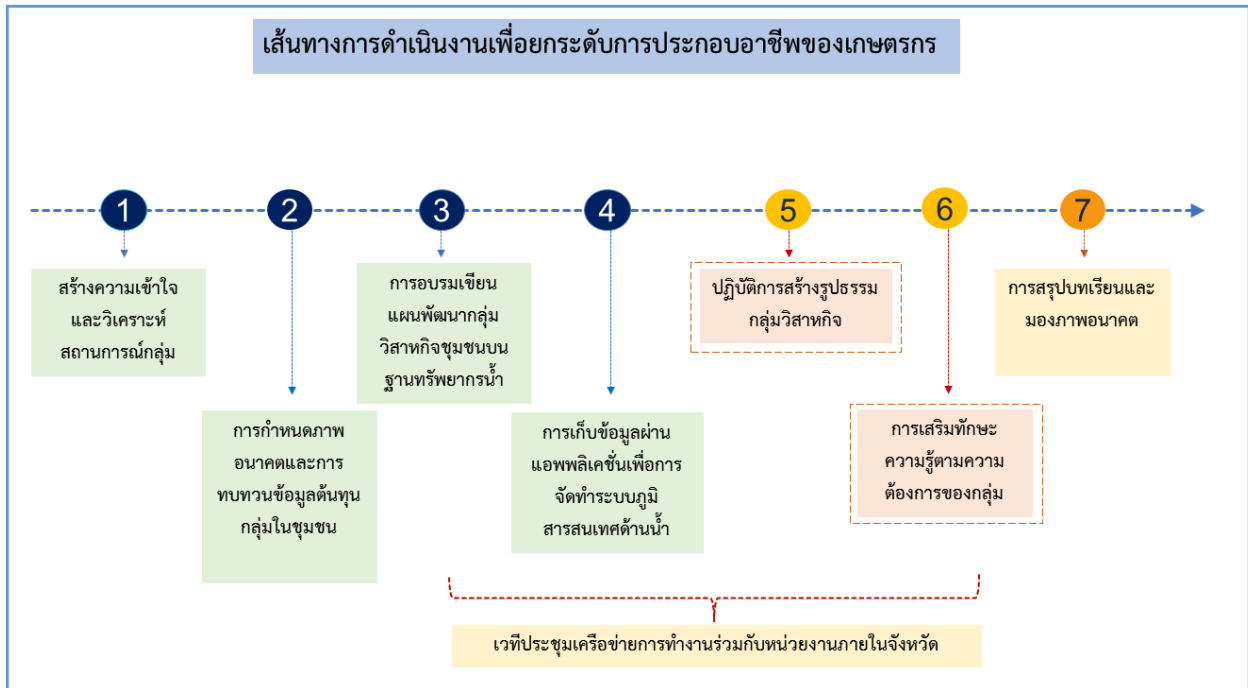 เส้นทางการดำเนินงานเพื่อยกระดับการประกอบอาชีพของเกษตรกร
1
2
3
4
5
6
7
สร้างความเข้าใจ
และวิเคราะห์
สถานการณ์กลุ่ม
การกำหนดภาพ
อนาคตและการ
ทบทวนข้อมูลต้นทุน
กลุ่มในชุมชน
การอบรมเขียน
แผนพัฒนากลุ่ม
วิสาหกิจชุมชนบน
ฐานทรัพยากรน้ำ
การเก็บข้อมูลผ่าน
แอพพลิเคชั่นเพื่อการ
จัดทำระบบภูมิ
สารสนเทศด้านน้ำ
ปฏิบัติการสร้างรูปธรรม
กลุ่มวิสาหกิจ
การเสริมทักษะ
ความรู้ตามความ
ต้องการของกลุ่ม
การสรุปบทเรียนและ
มองภาพอนาคต
เวทีประชุมเครือข่ายการทำงานร่วมกับหน่วยงานภายในจังหวัด